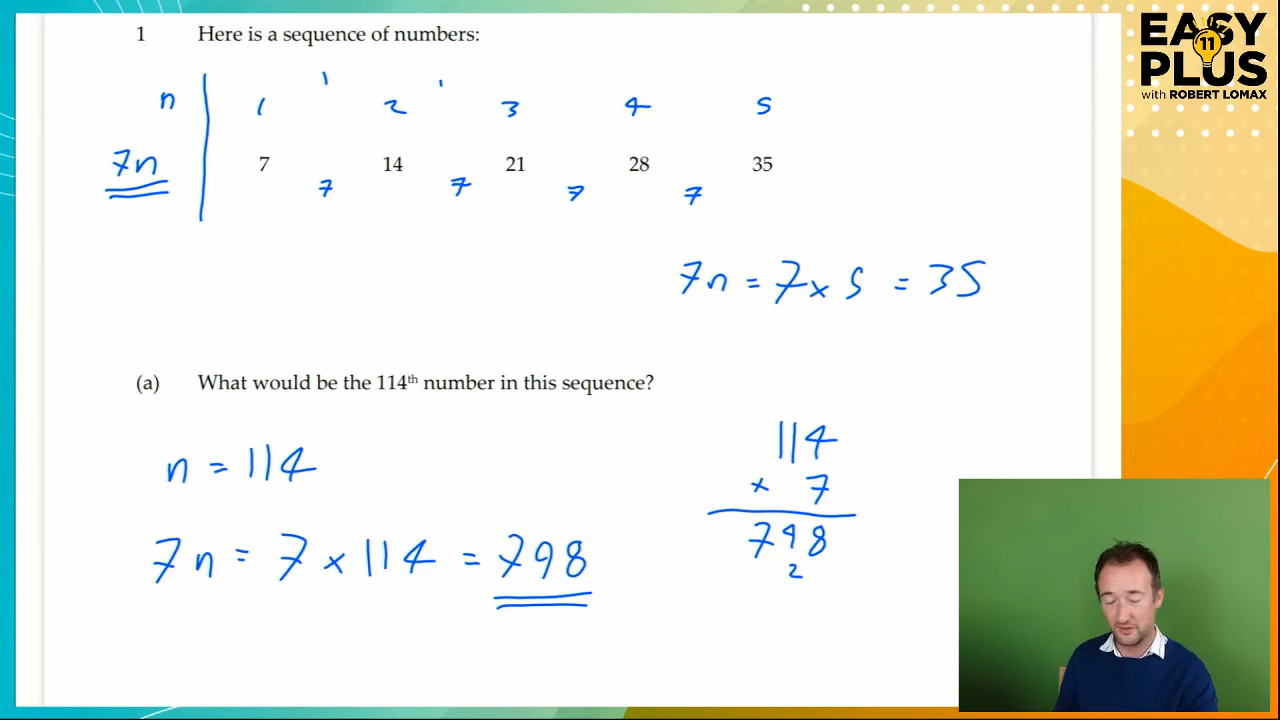 EASY
11
PLUS
with ROBERT LOMAX
1 Here is a sequence of numbers:
1 1
n 1 2 3 4 5
7n 7 14 21 28 35
7 7 7 7
7n = 7 x 5 = 35
(a) What would be the 114th number in this sequence?
n = 114
7n = 7 x 114 = 798
114
x 7
798
2